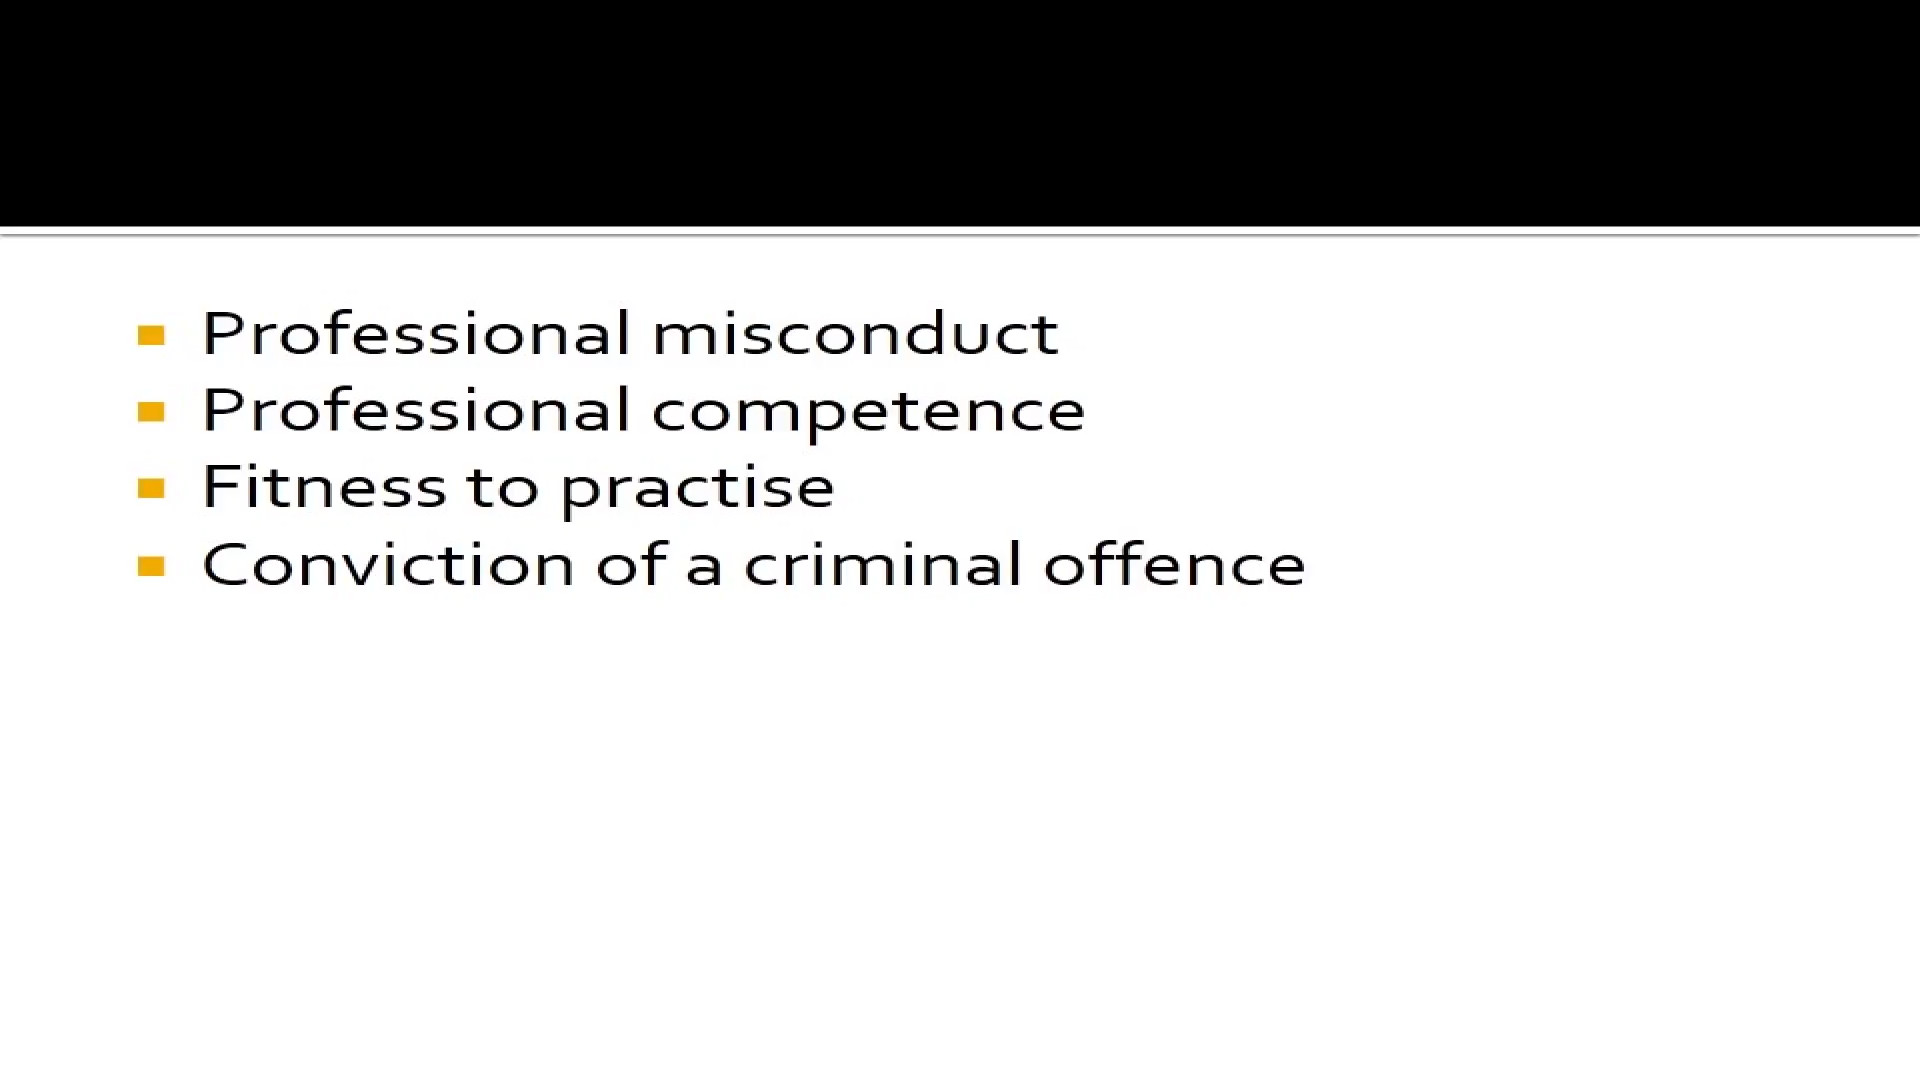 Professional misconduct
Professional competence
Fitness to practise
Conviction of a criminal offence